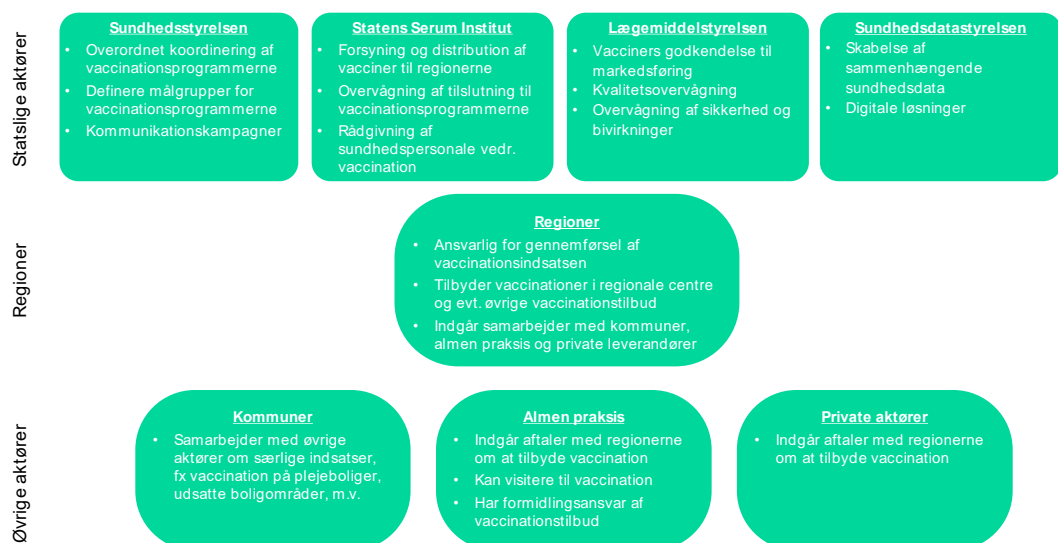 Statslige aktører
Sundhedsstyrelsen
• Overordnet koordinering af
vaccinationsprogrammerne
• Definere målgrupper for
vaccinationsprogrammerne
• Kommunikationskampagner
Statens Serum Institut
• Forsyning og distribution af
vacciner til regionerne
• Overvågning af tilslutning til
vaccinationsprogrammerne
• Rådgivning af
sundhedspersonale vedr.
vaccination
Lægemiddelstyrelsen
• Vacciners godkendelse til
markedsføring
• Kvalitetsovervågning
• Overvågning af sikkerhed og
bivirkninger
Sundhedsdatastyrelsen
• Skabelse af
sammenhængende
sundhedsdata
• Digitale løsninger
Regioner
Regioner
• Ansvarlig for gennemførsel af
vaccinationsindsatsen
• Tilbyder vaccinationer i regionale centre
og evt. øvrige vaccinationstilbud
• Indgår samarbejder med kommuner,
almen praksis og private leverandører
Øvrige aktører
Kommuner
• Samarbejder med øvrige
aktører om særlige indsatser,
fx vaccination på plejeboliger,
udsatte boligområder, m.v.
Almen praksis
• Indgår aftaler med regionerne
om at tilbyde vaccination
• Kan visitere til vaccination
• Har formidlingsansvar af
vaccinationstilbud
Private aktører
• Indgår aftaler med regionerne
om at tilbyde vaccination